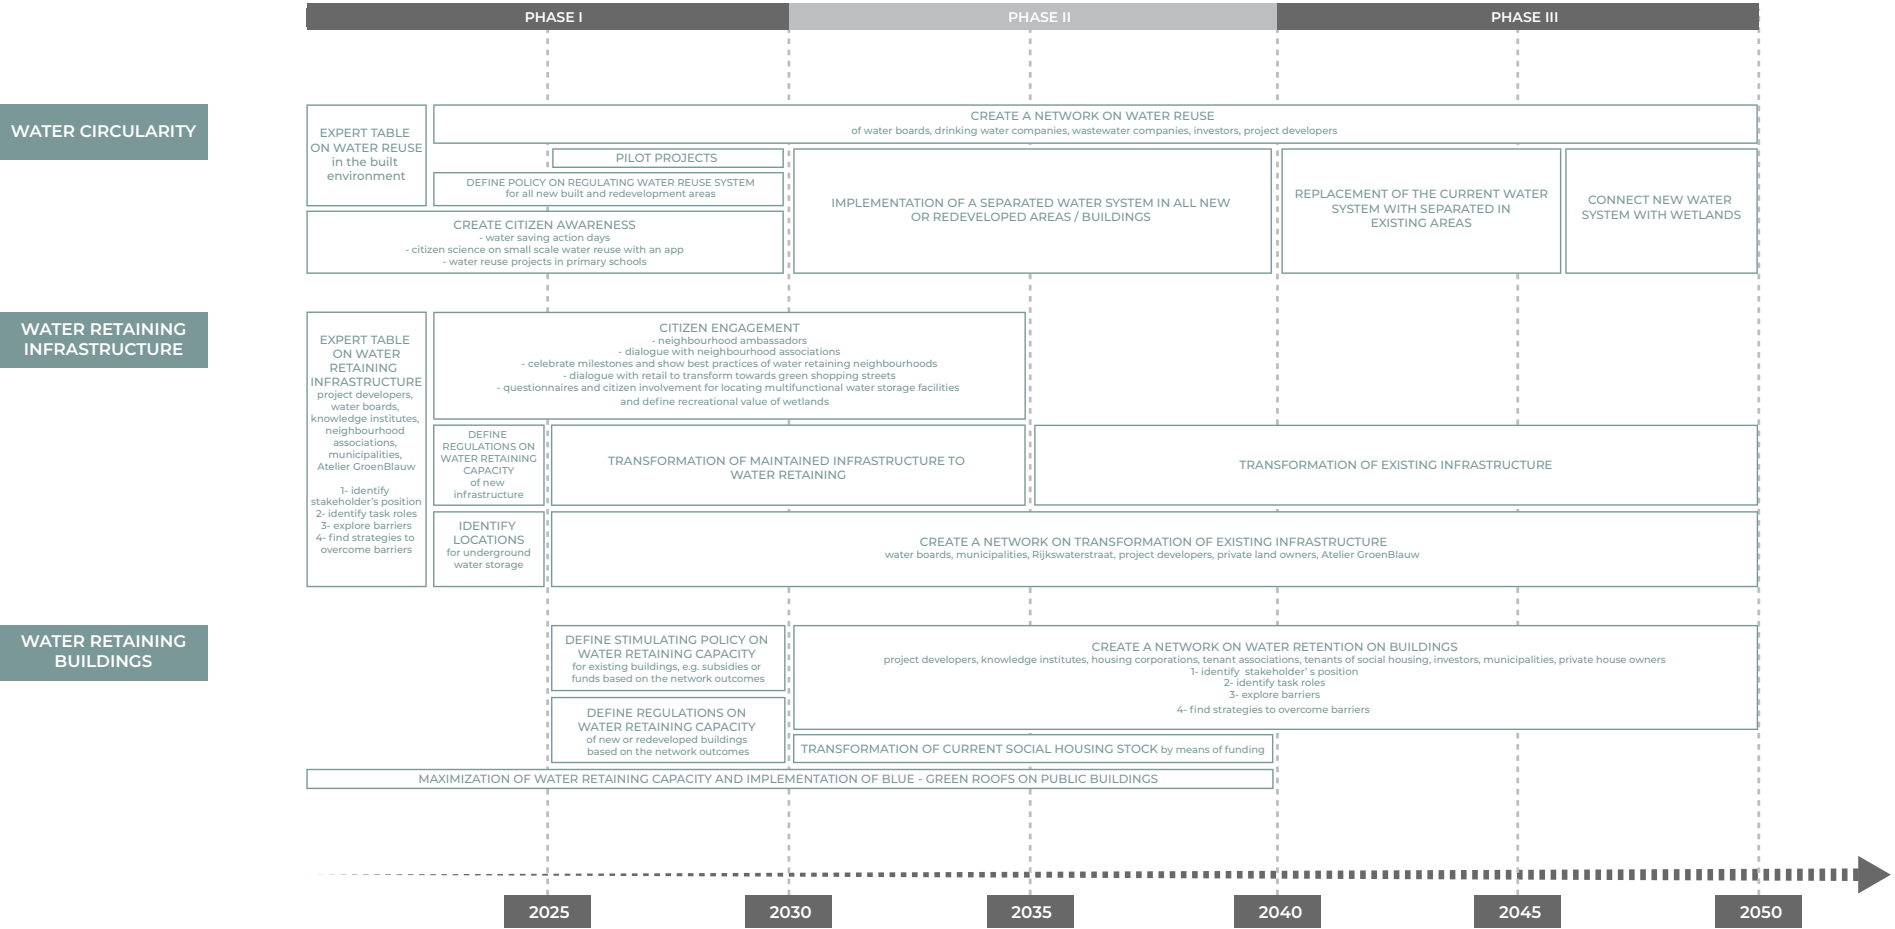 PHASE I
PHASE II
PHASE III
WATER CIRCULARITY
EXPERT TABLE
ON WATER REUSE
in the built
environment
CREATE A NETWORK ON WATER REUSE
of water boards, drinking water companies, wastewater companies, investors, project developers
PILOT PROJECTS
DEFINE POLICY ON REGULATING WATER REUSE SYSTEM
for all new built and redevelopment areas
CREATE CITIZEN AWARENESS
- water saving action days
- citizen science on small scale water reuse with an app
- water reuse projects in primary schools
IMPLEMENTATION OF A SEPARATED WATER SYSTEM IN ALL NEW
OR REDEVELOPED AREAS / BUILDINGS
REPLACEMENT OF THE CURRENT WATER
SYSTEM WITH SEPARATED IN
EXISTING AREAS
CONNECT NEW WATER
SYSTEM WITH WETLANDS
WATER RETAINING
INFRASTRUCTURE
EXPERT TABLE
ON WATER
RETAINING
INFRASTRUCTURE
project developers,
water boards,
knowledge institutes,
neighbourhood
associations,
municipalities,
Atelier GroenBlauw
1- identify
stakeholder's position
2- identify task roles
3- explore barriers
4- find strategies to
overcome barriers
CITIZEN ENGAGEMENT
- neighbourhood ambassadors
- dialogue with neighbourhood associations
- celebrate milestones and show best practices of water retaining neighbourhoods
- dialogue with retail to transform towards green shopping streets
- questionnaires and citizen involvement for locating multifunctional water storage facilities
and define recreational value of wetlands
DEFINE
REGULATIONS ON
WATER RETAINING
CAPACITY
of new
infrastructure
TRANSFORMATION OF MAINTAINED INFRASTRUCTURE TO
WATER RETAINING
TRANSFORMATION OF EXISTING INFRASTRUCTURE
IDENTIFY
LOCATIONS
for underground
water storage
CREATE A NETWORK ON TRANSFORMATION OF EXISTING INFRASTRUCTURE
water boards, municipalities, Rijkswaterstraat, project developers, private land owners, Atelier GroenBlauw
WATER RETAINING
BUILDINGS
DEFINE STIMULATING POLICY ON
WATER RETAINING CAPACITY
for existing buildings, e.g. subsidies or
funds based on the network outcomes
DEFINE REGULATIONS ON
WATER RETAINING CAPACITY
of new or redeveloped buildings
based on the network outcomes
CREATE A NETWORK ON WATER RETENTION ON BUILDINGS
project developers, knowledge institutes, housing corporations, tenant associations, tenants of social housing, investors, municipalities, private house owners
1- identify stakeholder' s position
2- identify task roles
3- explore barriers
4- find strategies to overcome barriers
TRANSFORMATION OF CURRENT SOCIAL HOUSING STOCK by means of funding
MAXIMIZATION OF WATER RETAINING CAPACITY AND IMPLEMENTATION OF BLUE - GREEN ROOFS ON PUBLIC BUILDINGS
2025
2030
2035
2040
2045
2050